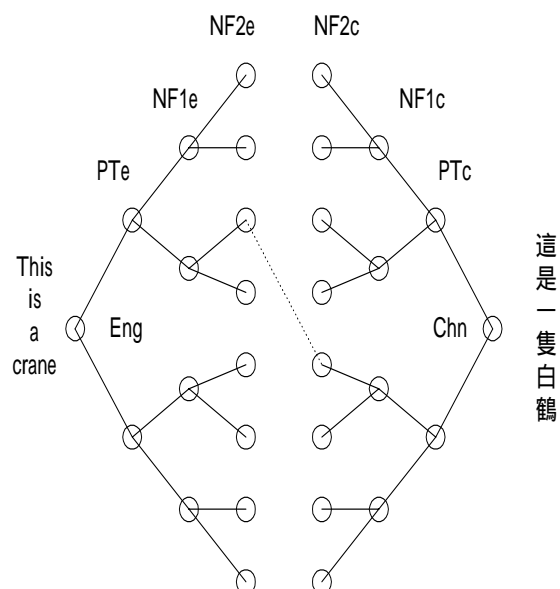 NF2e NF2c
NF1e NF1c
PTe PTc
This
is
a
crane
Eng Chn
這是一隻白鶴